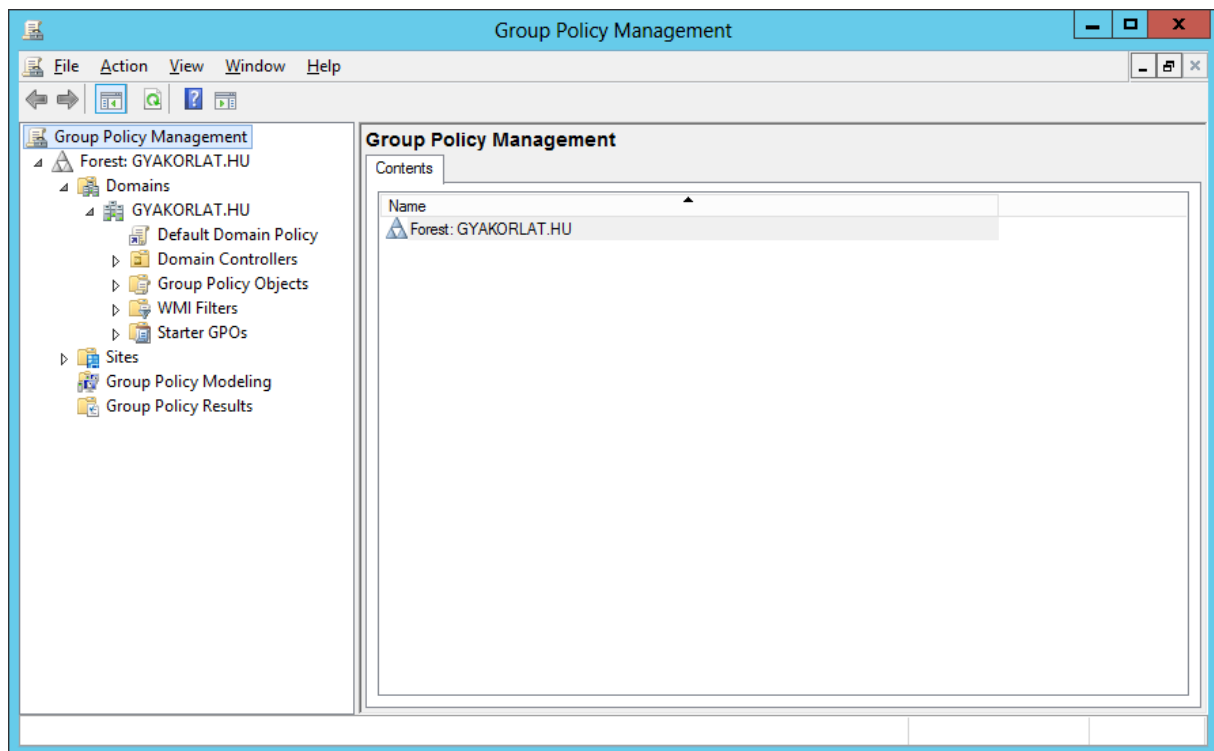 Group Policy Management
File Action View Window Help
Group Policy Management
Forest: GYAKORLAT.HU
Domains
GYAKORLAT.HU
Default Domain Policy
Domain Controllers
Group Policy Objects
WMI Filters
Starter GPOs
Sites
Group Policy Modeling
Group Policy Results
Group Policy Management
Contents
Name
Forest: GYAKORLAT.HU